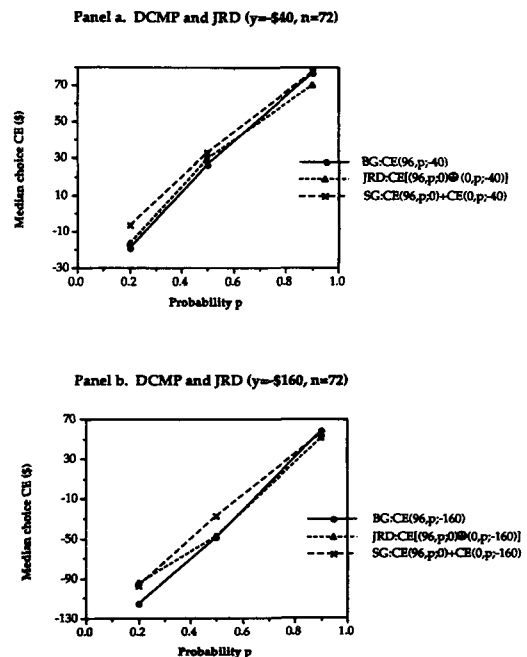 Panel a. DCMP and JRD (y=-$40, n=72)
Median choice CE ($)
70
50
30
10
-10
-30
0.0 0.2 0.4 0.6 0.8 1.0
Probability p
BG:CE(96,p;-40)
JRD:CE[(96,p;0)⊕(0,p;-40)]
SG:CE(96,p;0)+CE(0,p;-40)
Panel b. DCMP and JRD (y=-$160, n=72)
Median choice CE ($)
70
30
-10
-50
-90
-130
0.0 0.2 0.4 0.6 0.8 1.0
Probability p
BG:CE(96,p;-160)
JRD:CE[(96,p;0)⊕(0,p;-160)]
SG:CE(96,p;0)+CE(0,p;-160)